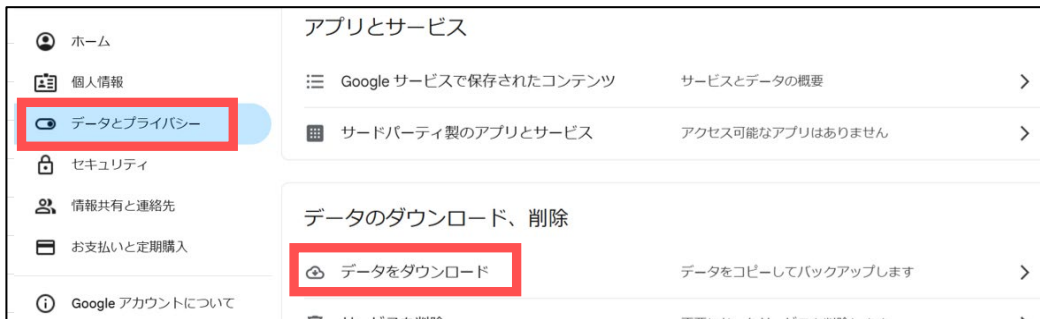 ホーム
個人情報
データとプライバシー
セキュリティ
情報共有と連絡先
お支払いと定期購入
Google アカウントについて
アプリとサービス
Google サービスで保存されたコンテンツ サービスとデータの概要
サードパーティ製のアプリとサービス アクセス可能なアプリはありません
データのダウンロード、削除
データをダウンロード データをコピーしてバックアップします